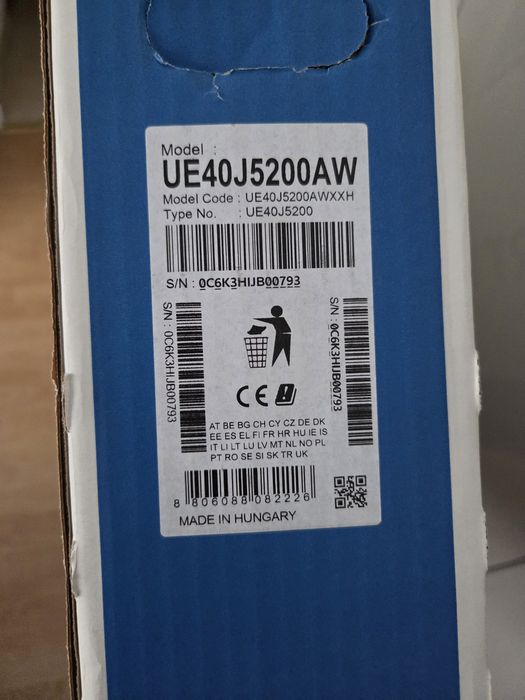 Model :
UE40J5200AW
Model Code : UE40J5200AWXXH
Type No. : UE40J5200
S/N : 0C6K3HIJB00793
S/N : 0C6K3HIJB00793
S/N : 0C6K3HIJB00793
CE
AT BE BG CH CY CZ DE DK
EE ES EL FI FR HR HU IE IS
IT LI LT LU LV MT NL NO PL
PT RO SE SI SK TR UK
8 806088 082226
MADE IN HUNGARY